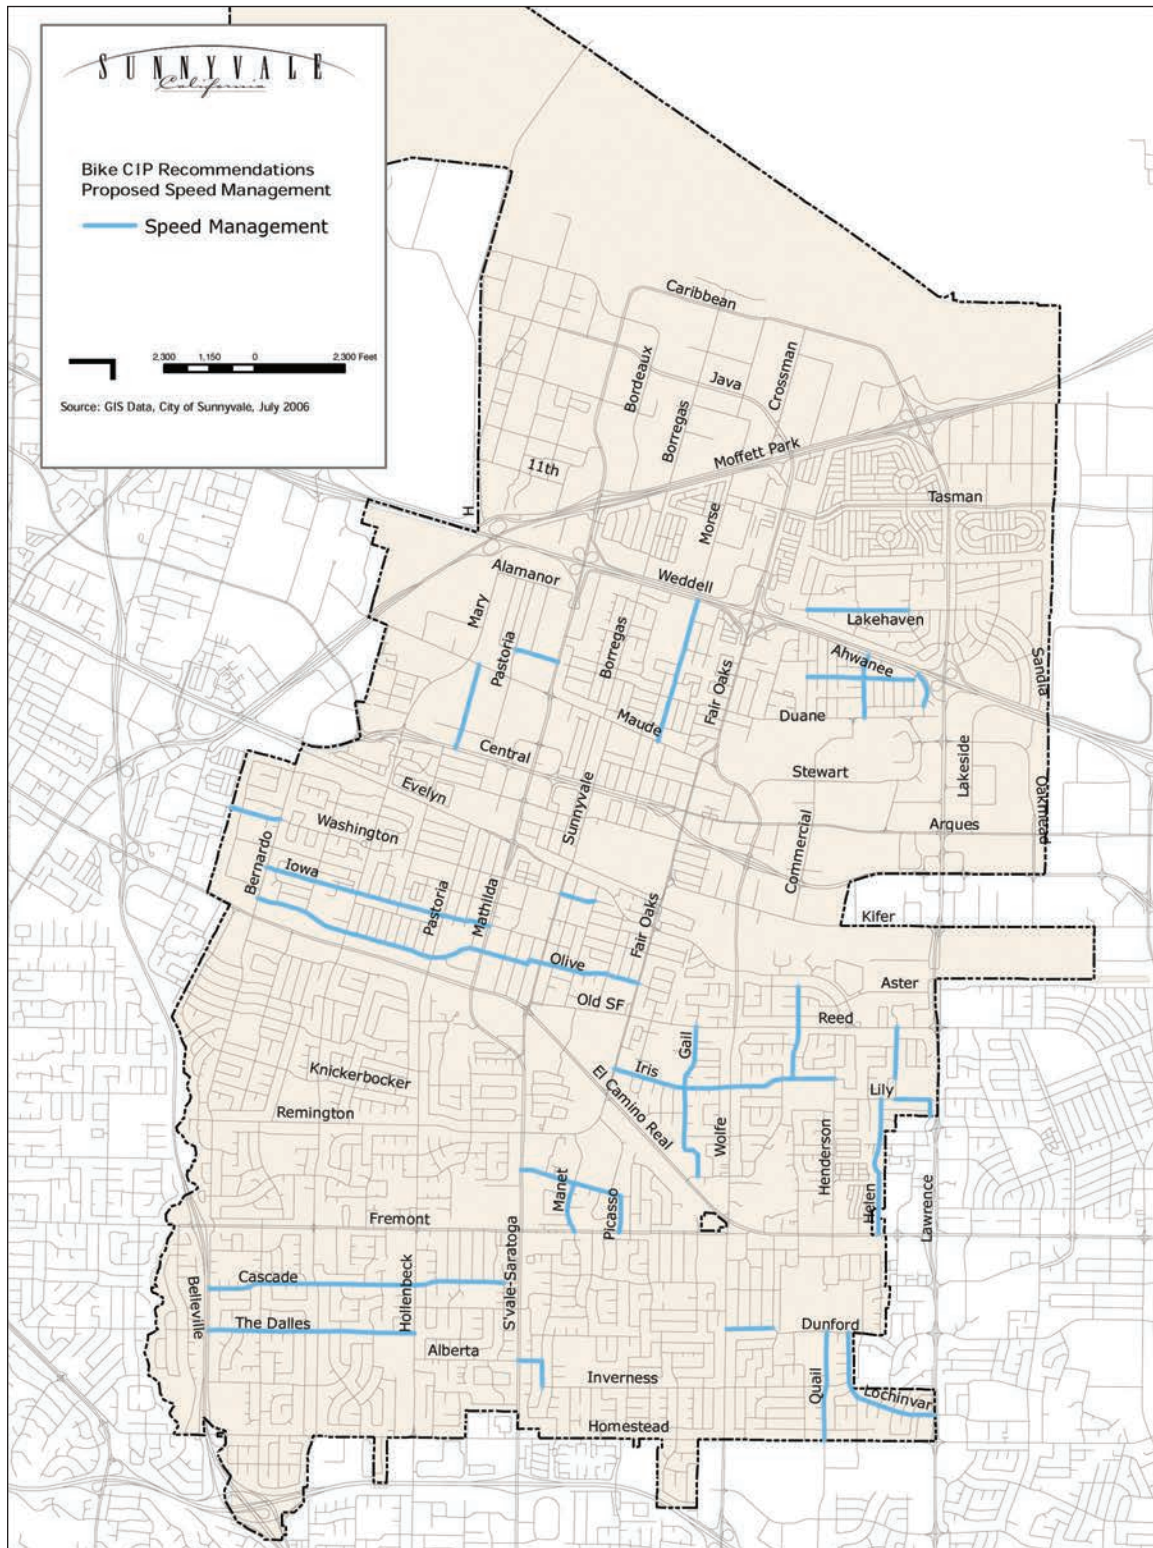 SUNNYVALE
California
Bike CIP Recommendations
Proposed Speed Management
Speed Management
2,300 1,150 0 2,300 Feet
Source: GIS Data, City of Sunnyvale, July 2006
Caribbean
Bordeaux
Java
Crossman
Borregas
Moffett Park
11th
Tasman
H
Morse
Alamanor
Weddell
Mary
Lakehaven
Pastoria
Borregas
Ahwanee
Sandia
Fair Oaks
Maude
Duane
Central
Stewart
Lakeside
Evelyn
Sunnyvale
Oakmead
Washington
Commercial
Arques
Bernardo
Iowa
Pastoria
Mathilda
Fair Oaks
Kifer
Olive
Old SF
Aster
Reed
Gail
Iris
Knickerbocker
El Camino Real
Lily
Remington
Wolfe
Henderson
Manet
Picasso
Helen
Lawrence
Fremont
S'vale-Saratoga
Cascade
Hollenbeck
Belleville
The Dalles
Dunford
Alberta
Inverness
Quail
Lochinvar
Homestead